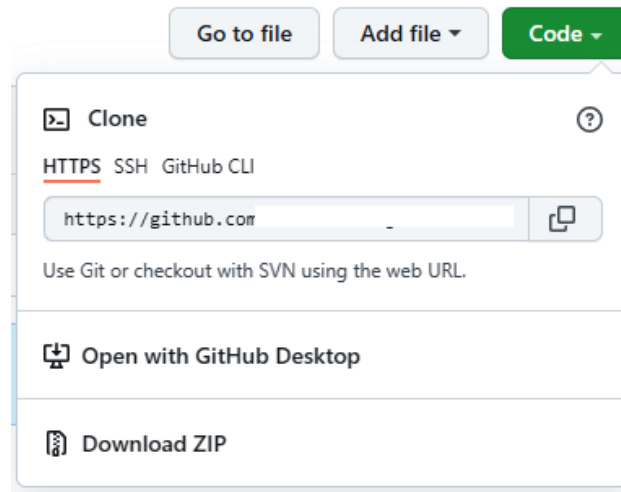 Go to file Add file Code
Clone
HTTPS SSH GitHub CLI
https://github.com
Use Git or checkout with SVN using the web URL.
Open with GitHub Desktop
Download ZIP